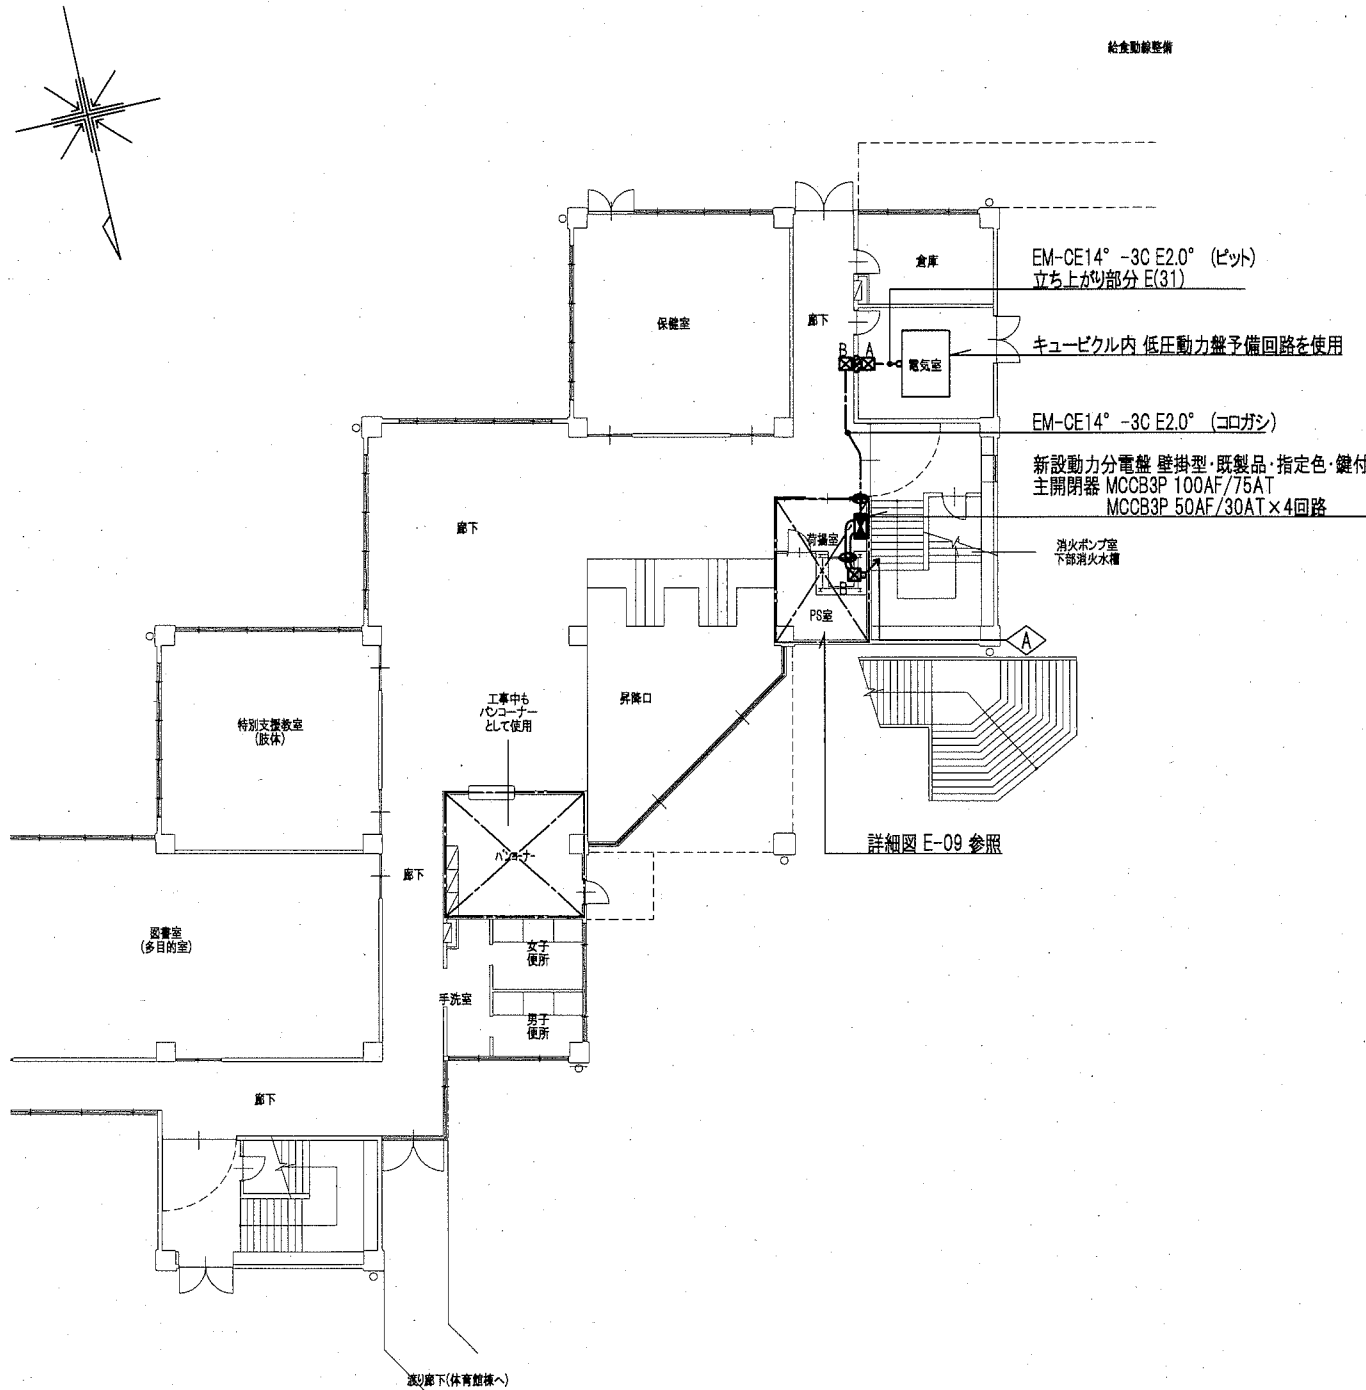 給食動線整備
倉庫
EM-CE14° -3C E2.0° (ピット)
立ち上がり部分 E(31)
保健室
廊下
キュービクル内 低圧動力盤予備回路を使用
B
A
電気室
EM-CE14° -3C E2.0° (コロガシ)
新設動力分電盤 壁掛型・既製品・指定色・鍵付
主開閉器 MCCB3P 100AF/75AT
MCCB3P 50AF/30AT×4回路
廊下
荷揚室
消火ポンプ室
下部消火水槽
B
PS室
A
工事中も
パンコーナー
として使用
昇降口
特別支援教室
(肢体)
詳細図 E-09 参照
パンコーナー
廊下
図書室
(多目的室)
女子
便所
手洗室
男子
便所
廊下
渡り廊下(体育館棟へ)